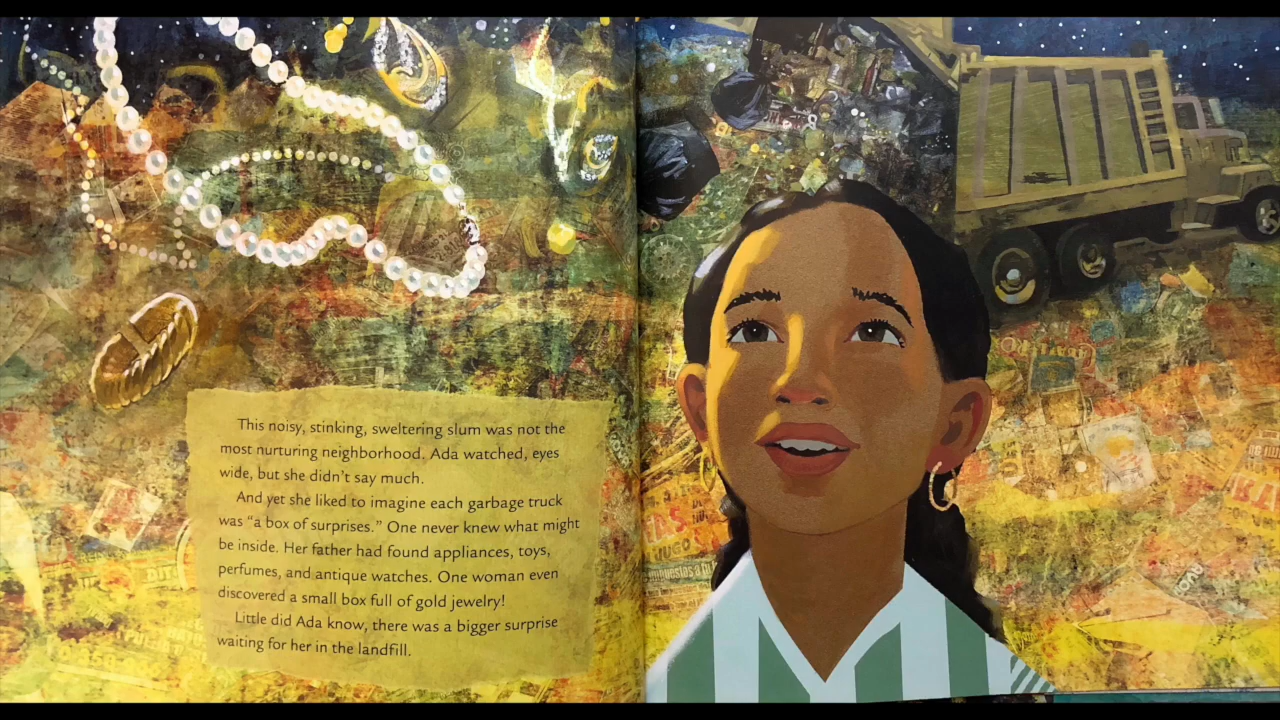 This noisy, stinking, sweltering slum was not the
most nurturing neighborhood. Ada watched, eyes
wide, but she didn't say much.
And yet she liked to imagine each garbage truck
was "a box of surprises." One never knew what might
be inside. Her father had found appliances, toys,
perfumes, and antique watches. One woman even
discovered a small box full of gold jewelry!
Little did Ada know, there was a bigger surprise
waiting for her in the landfill.